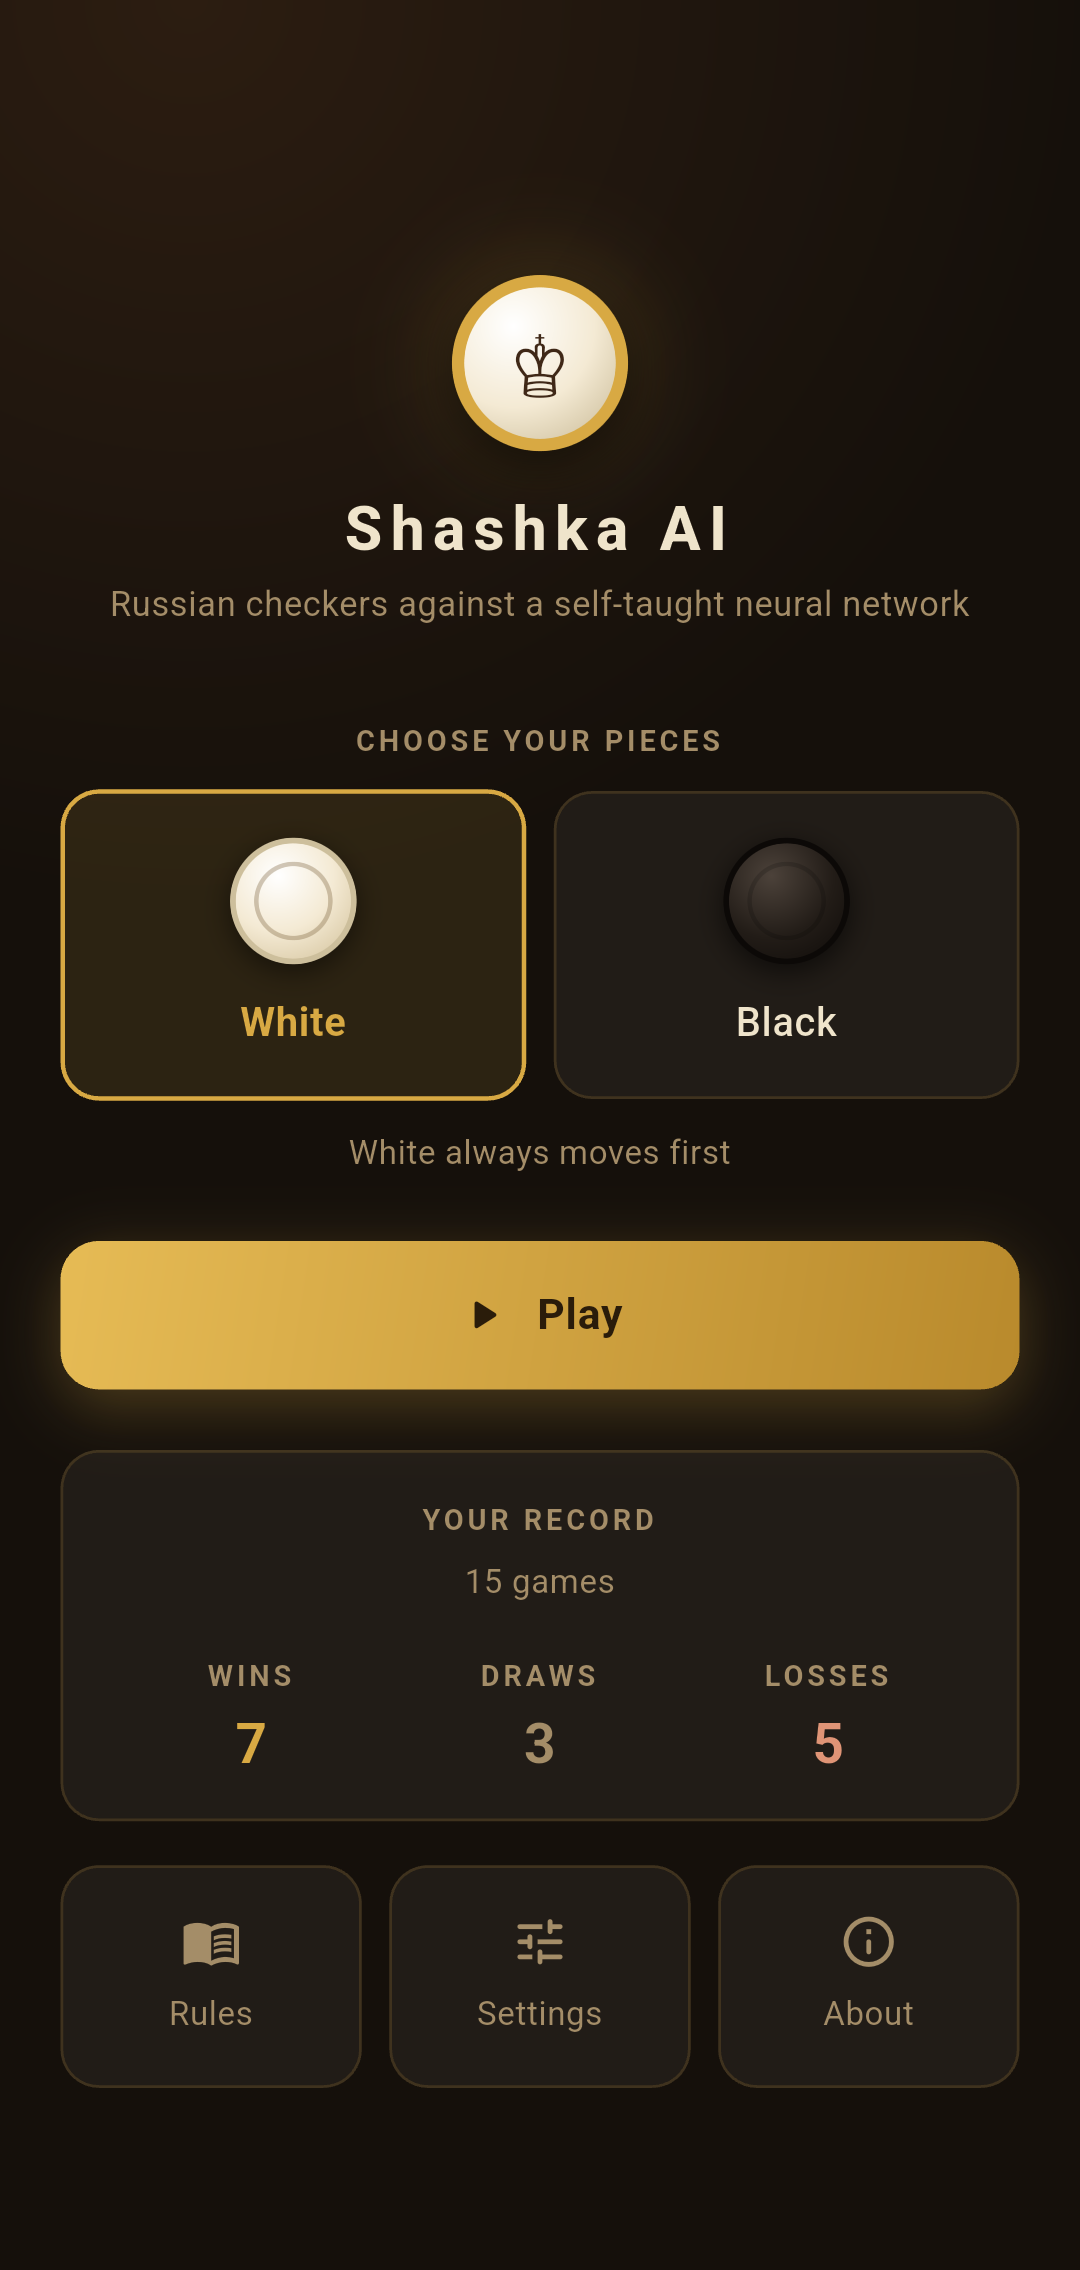 Shashka AI
Russian checkers against a self-taught neural network
CHOOSE YOUR PIECES
White
Black
White always moves first
Play
YOUR RECORD
15 games
WINS
DRAWS
LOSSES
7
3
5
Rules
Settings
About